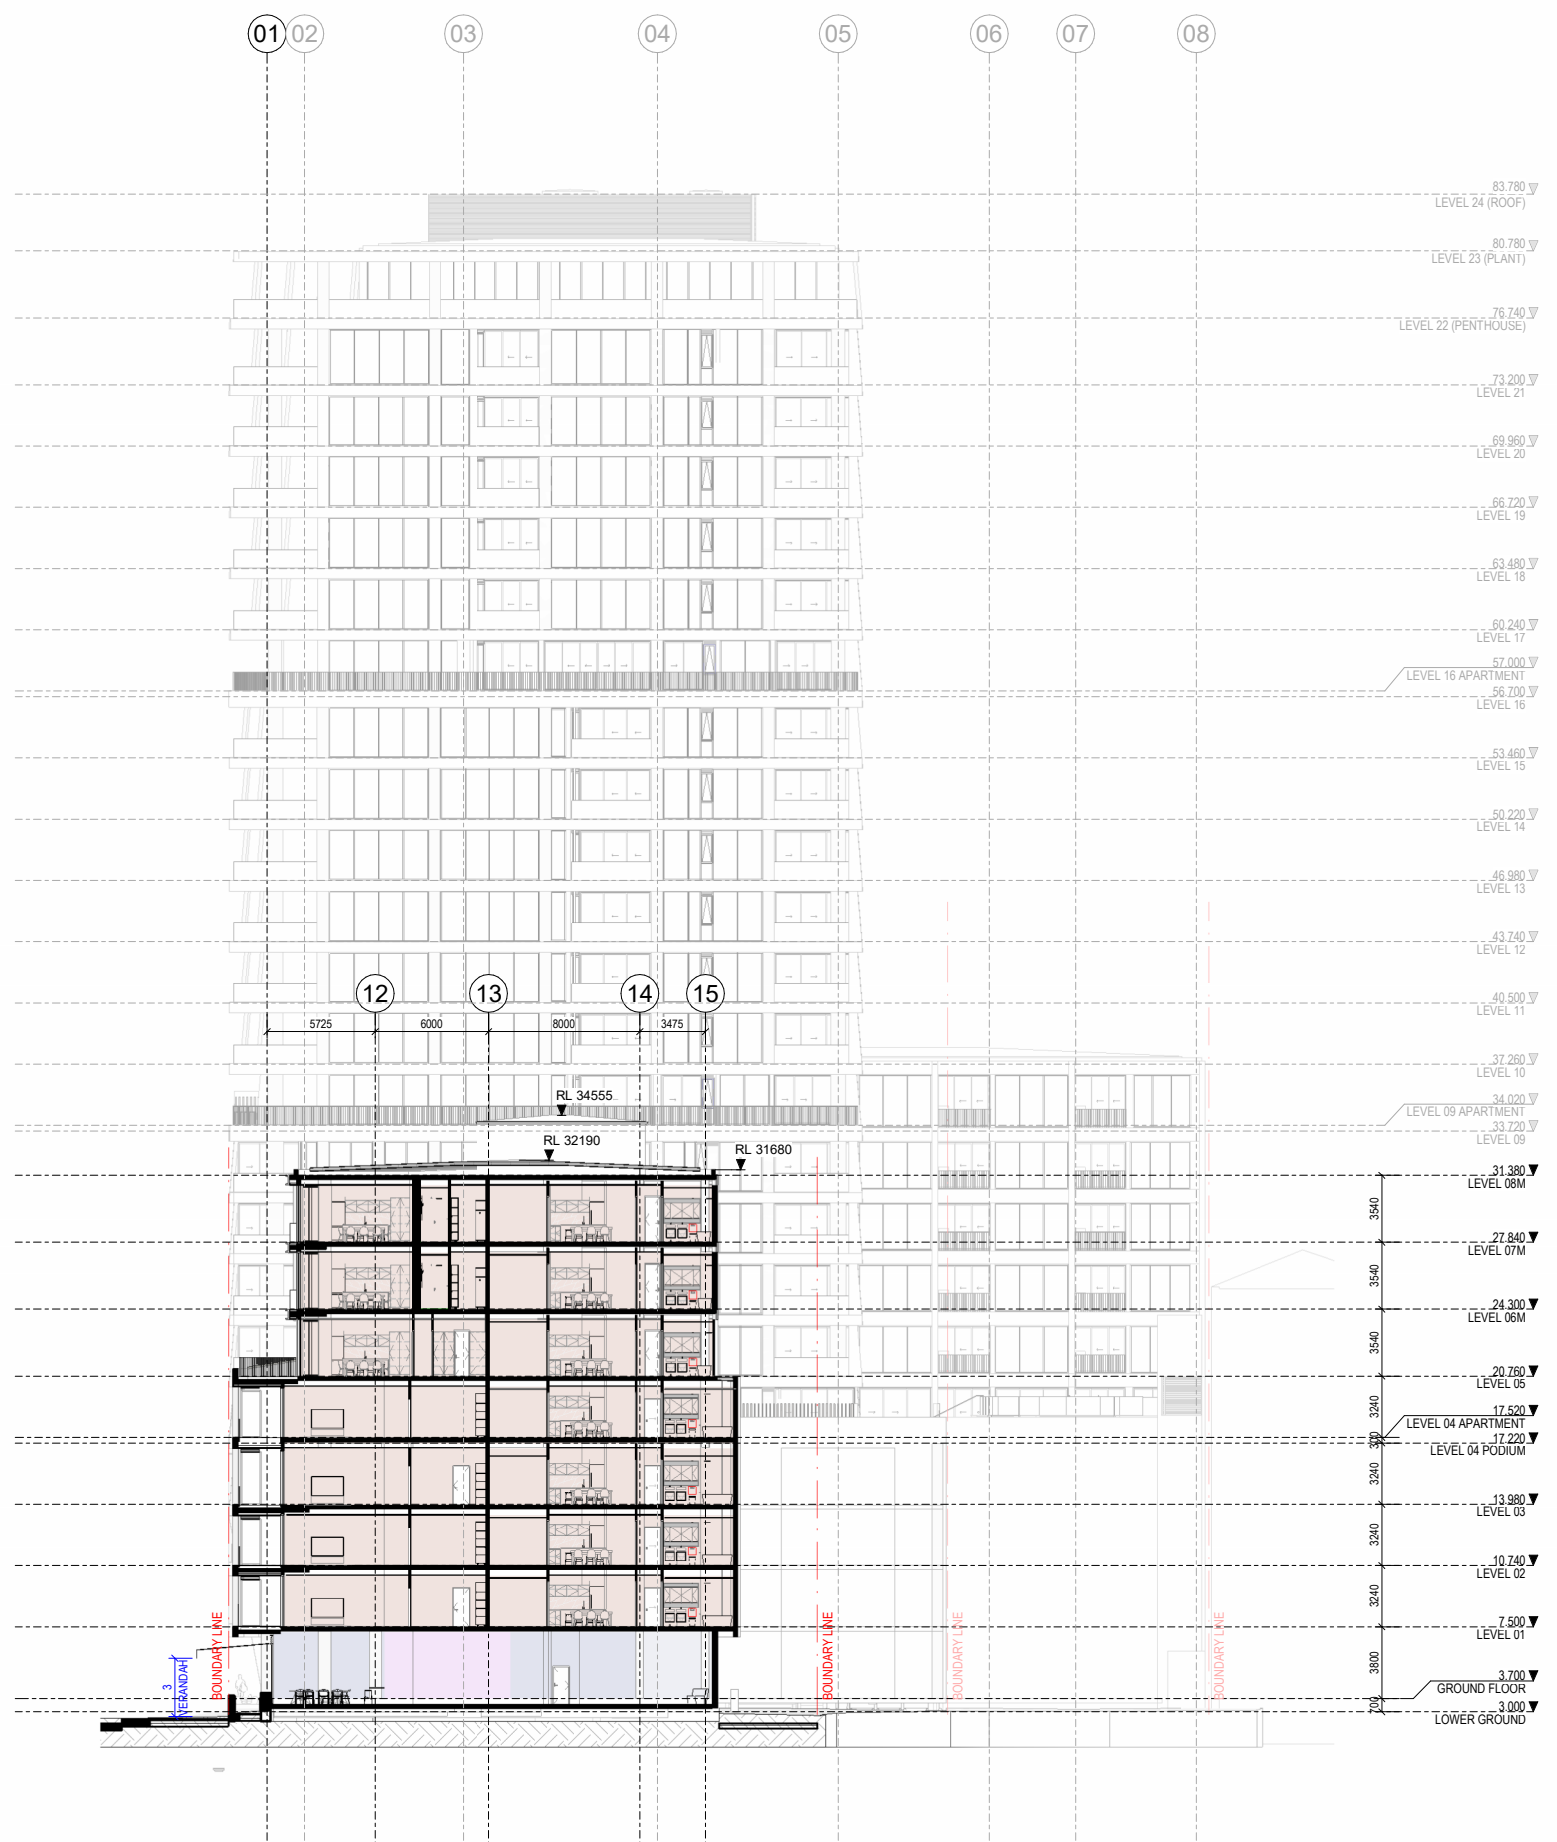 01 02 03 04 05 06 07 08
83.780
LEVEL 24 (ROOF)
80.780
LEVEL 23 (PLANT)
76.740
LEVEL 22 (PENTHOUSE)
73.200
LEVEL 21
69.960
LEVEL 20
66.720
LEVEL 19
63.480
LEVEL 18
60.240
LEVEL 17
57.000
LEVEL 16 APARTMENT
56.700
LEVEL 16
53.460
LEVEL 15
50.220
LEVEL 14
46.980
LEVEL 13
43.740
LEVEL 12
12 13 14 15
40.500
LEVEL 11
5725 6000 8000 3475
37.260
LEVEL 10
RL 34555
34.020
LEVEL 09 APARTMENT
33.720
LEVEL 09
RL 32190
RL 31680
31.380
LEVEL 08M
3540
27.840
LEVEL 07M
3540
24.300
LEVEL 06M
3540
20.760
LEVEL 05
3240
17.520
LEVEL 04 APARTMENT
300
17.220
LEVEL 04 PODIUM
3240
13.980
LEVEL 03
3240
10.740
LEVEL 02
3240
7.500
LEVEL 01
BOUNDARY LINE
BOUNDARY LINE
BOUNDARY LINE
BOUNDARY LINE
3
VERANDAH
3800
3.700
GROUND FLOOR
700
3.000
LOWER GROUND